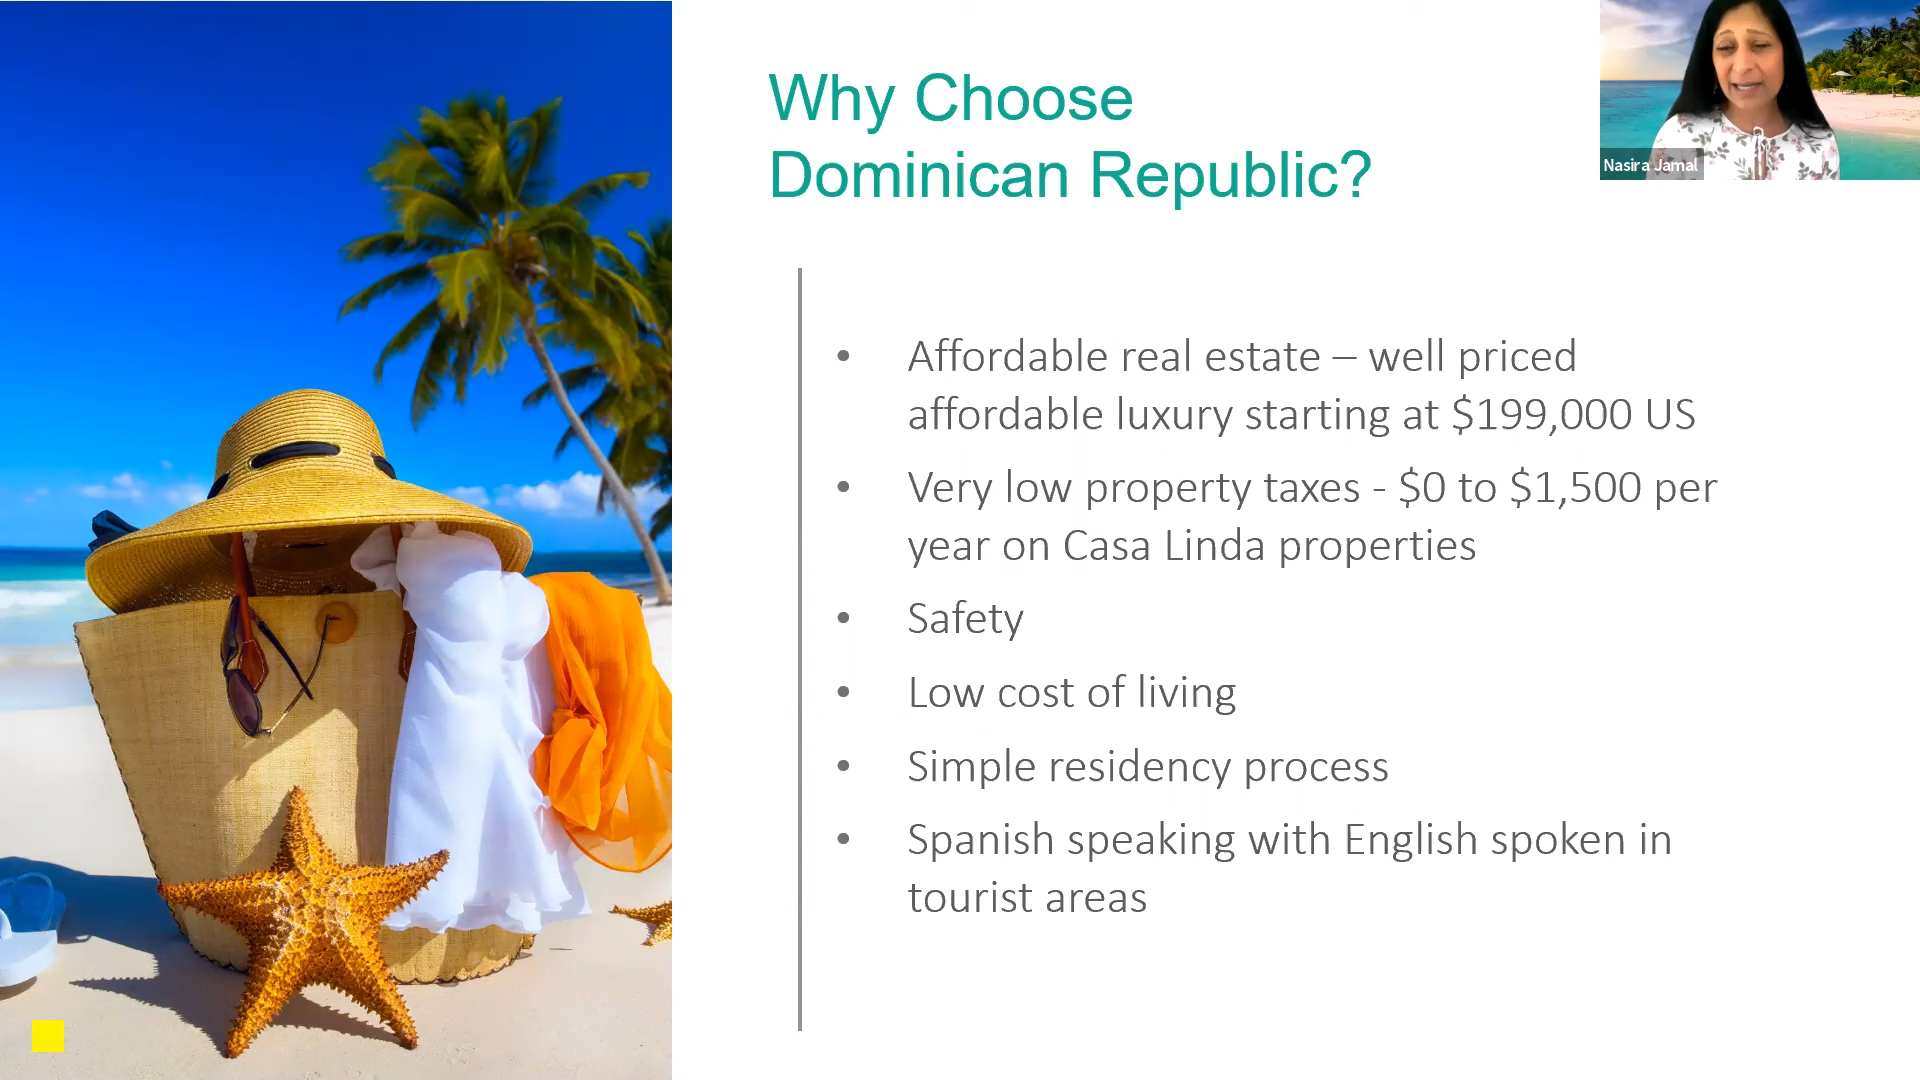 Why Choose
Dominican Republic?
Nasira Jamal
• Affordable real estate – well priced
affordable luxury starting at $199,000 US
• Very low property taxes - $0 to $1,500 per
year on Casa Linda properties
• Safety
• Low cost of living
• Simple residency process
• Spanish speaking with English spoken in
tourist areas